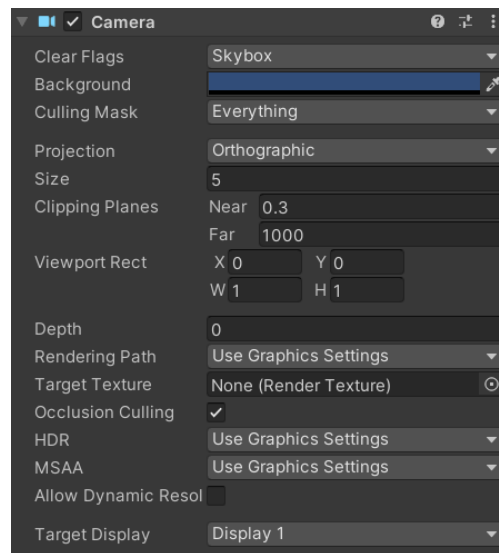 Camera
Clear Flags Skybox
Background
Culling Mask Everything
Projection Orthographic
Size 5
Clipping Planes Near 0.3
Far 1000
Viewport Rect X 0 Y 0
W 1 H 1
Depth 0
Rendering Path Use Graphics Settings
Target Texture None (Render Texture)
Occlusion Culling
HDR Use Graphics Settings
MSAA Use Graphics Settings
Allow Dynamic Resol
Target Display Display 1